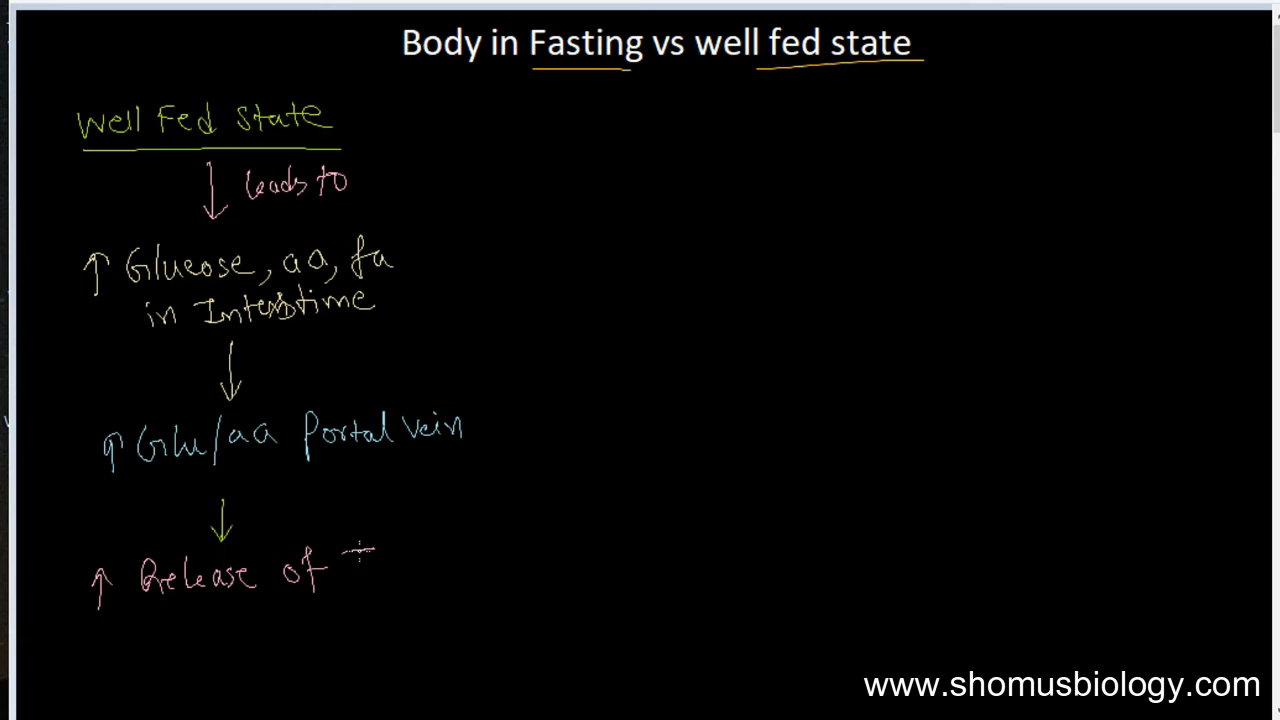 Body in Fasting vs well fed state
Well Fed State
↓ leads to
↑ Glucose, aa, fa
in Intesstime
↓
↑ Glu/aa Portal vein
↓
↑ Release of
www.shomusbiology.com